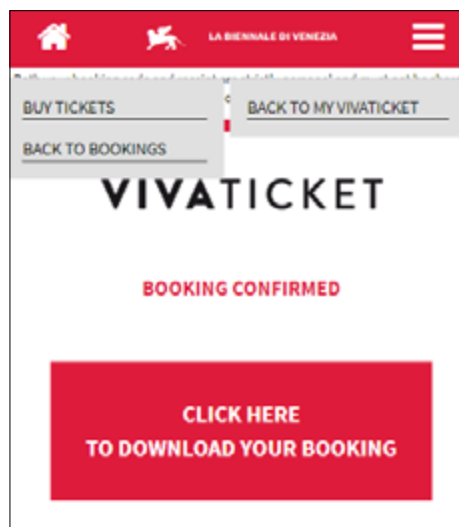 LA BIENNALE DI VENEZIA
BUY TICKETS
BACK TO MY VIVATICKET
BACK TO BOOKINGS
VIVATICKET
BOOKING CONFIRMED
CLICK HERE
TO DOWNLOAD YOUR BOOKING